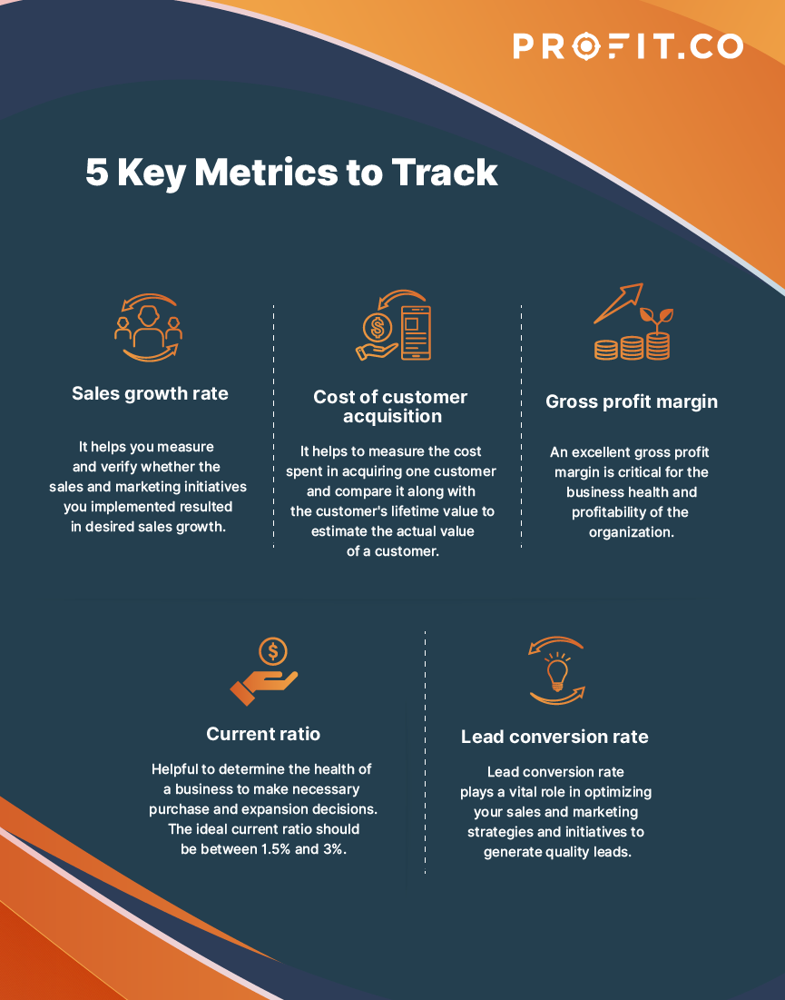 PROFIT.CO
5 Key Metrics to Track
Sales growth rate
It helps you measure
and verify whether the
sales and marketing initiatives
you implemented resulted
in desired sales growth.
Cost of customer
acquisition
It helps to measure the cost
spent in acquiring one customer
and compare it along with
the customer's lifetime value to
estimate the actual value
of a customer.
Gross profit margin
An excellent gross profit
margin is critical for the
business health and
profitability of the
organization.
Current ratio
Helpful to determine the health of
a business to make necessary
purchase and expansion decisions.
The ideal current ratio should
be between 1.5% and 3%.
Lead conversion rate
Lead conversion rate
plays a vital role in optimizing
your sales and marketing
strategies and initiatives to
generate quality leads.